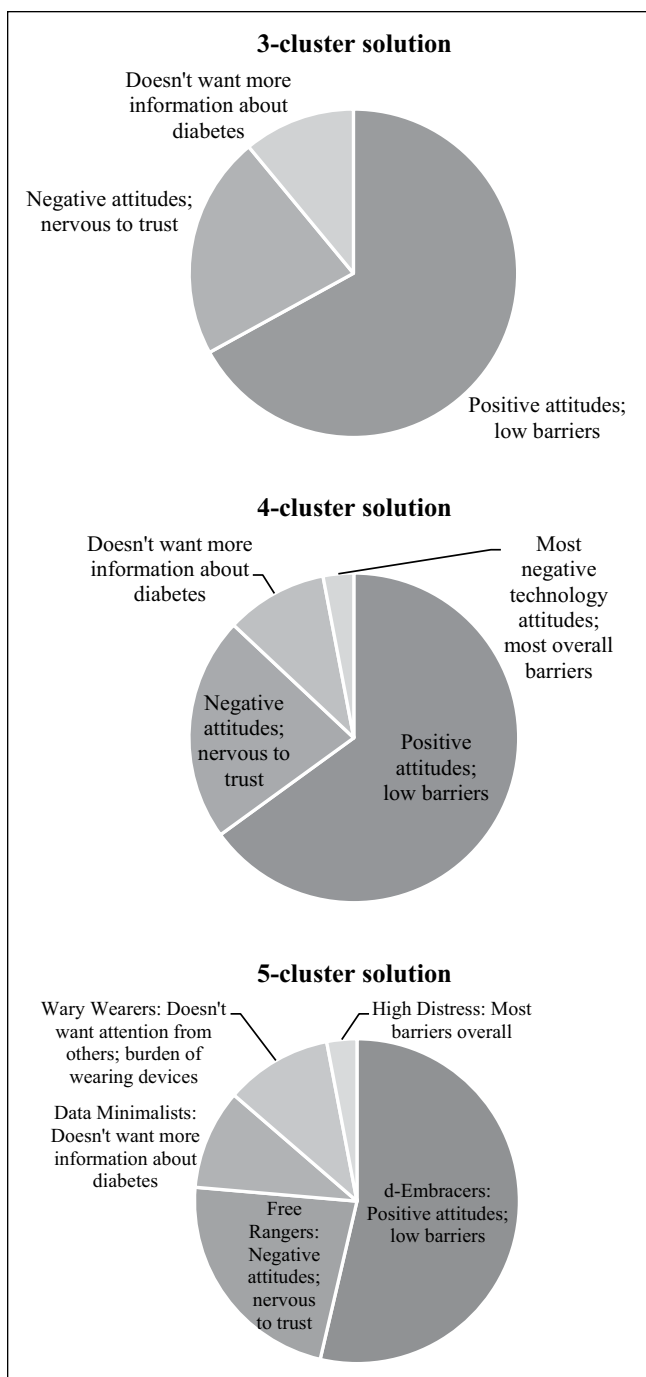 3-cluster solution
Doesn't want more
information about
diabetes
Negative attitudes;
nervous to trust
Positive attitudes;
low barriers
4-cluster solution
Doesn't want more
information about
diabetes
Most
negative
technology
attitudes;
most overall
barriers
Negative
attitudes;
nervous to
trust
Positive
attitudes;
low barriers
5-cluster solution
Wary Wearers: Doesn't
want attention from
others; burden of
wearing devices
High Distress: Most
barriers overall
Data Minimalists:
Doesn't want more
information about
diabetes
d-Embracers:
Positive attitudes;
low barriers
Free
Rangers:
Negative
attitudes;
nervous
to trust